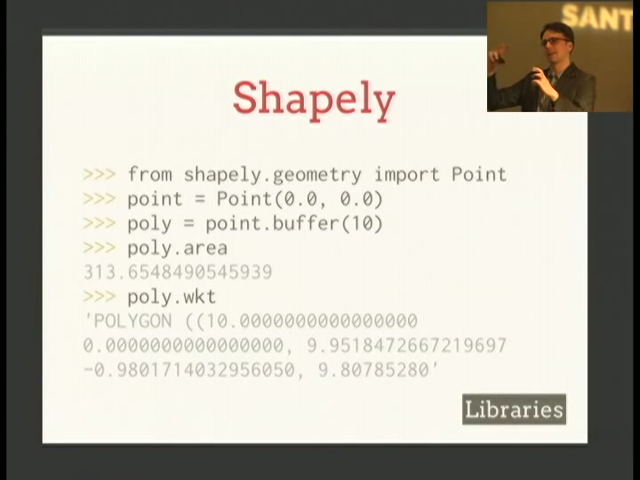 SANT
Shapely
>>> from shapely.geometry import Point
>>> point = Point(0.0, 0.0)
>>> poly = point.buffer(10)
>>> poly.area
313.6548490545939
>>> poly.wkt
'POLYGON ((10.0000000000000000
0.0000000000000000, 9.9518472667219697
-0.9801714032956050, 9.80785280'
Libraries